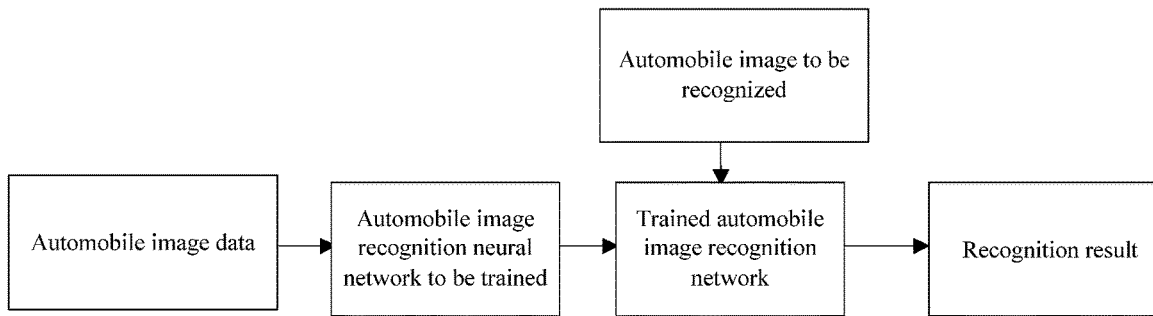 Automobile image to be
recognized
Automobile image data
Automobile image
recognition neural
network to be trained
Trained automobile
image recognition
network
Recognition result